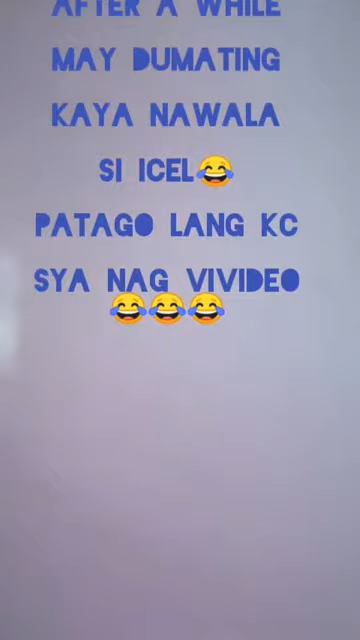 AFTER A WHILE
MAY DUMATING
KAYA NAWALA
SI ICEL😂
PATAGO LANG KC
SYA NAG VIVIDEO
😂😂😂